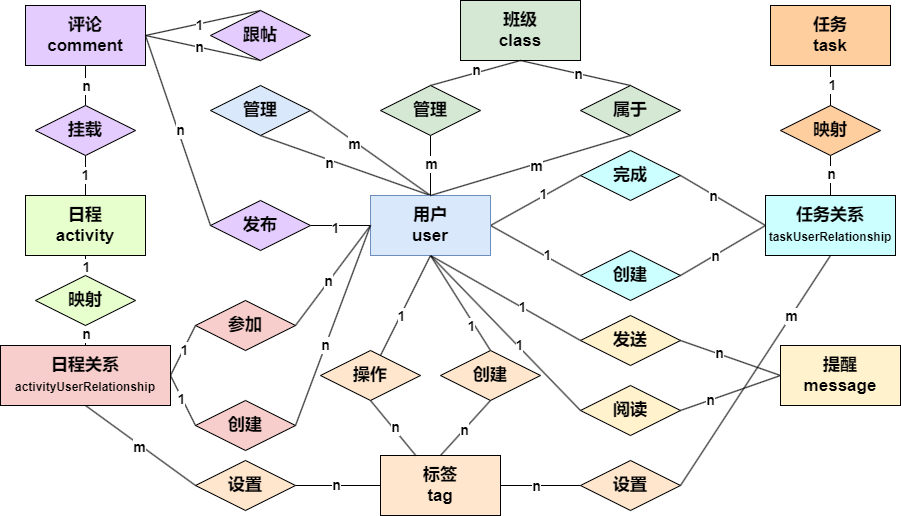 评论
comment
1
n
跟帖
班级
class
任务
task
n
n
n
1
管理
管理
属于
挂载
n
m
n
m
m
映射
1
完成
1
n
n
日程
activity
发布
1
用户
user
任务关系
taskUserRelationship
1
创建
n
1
映射
n
n
参加
1
1
1
1
发送
n
m
n
日程关系
activityUserRelationship
1
1
创建
n
操作
创建
阅读
n
提醒
message
m
n
n
设置
n
标签
tag
n
设置